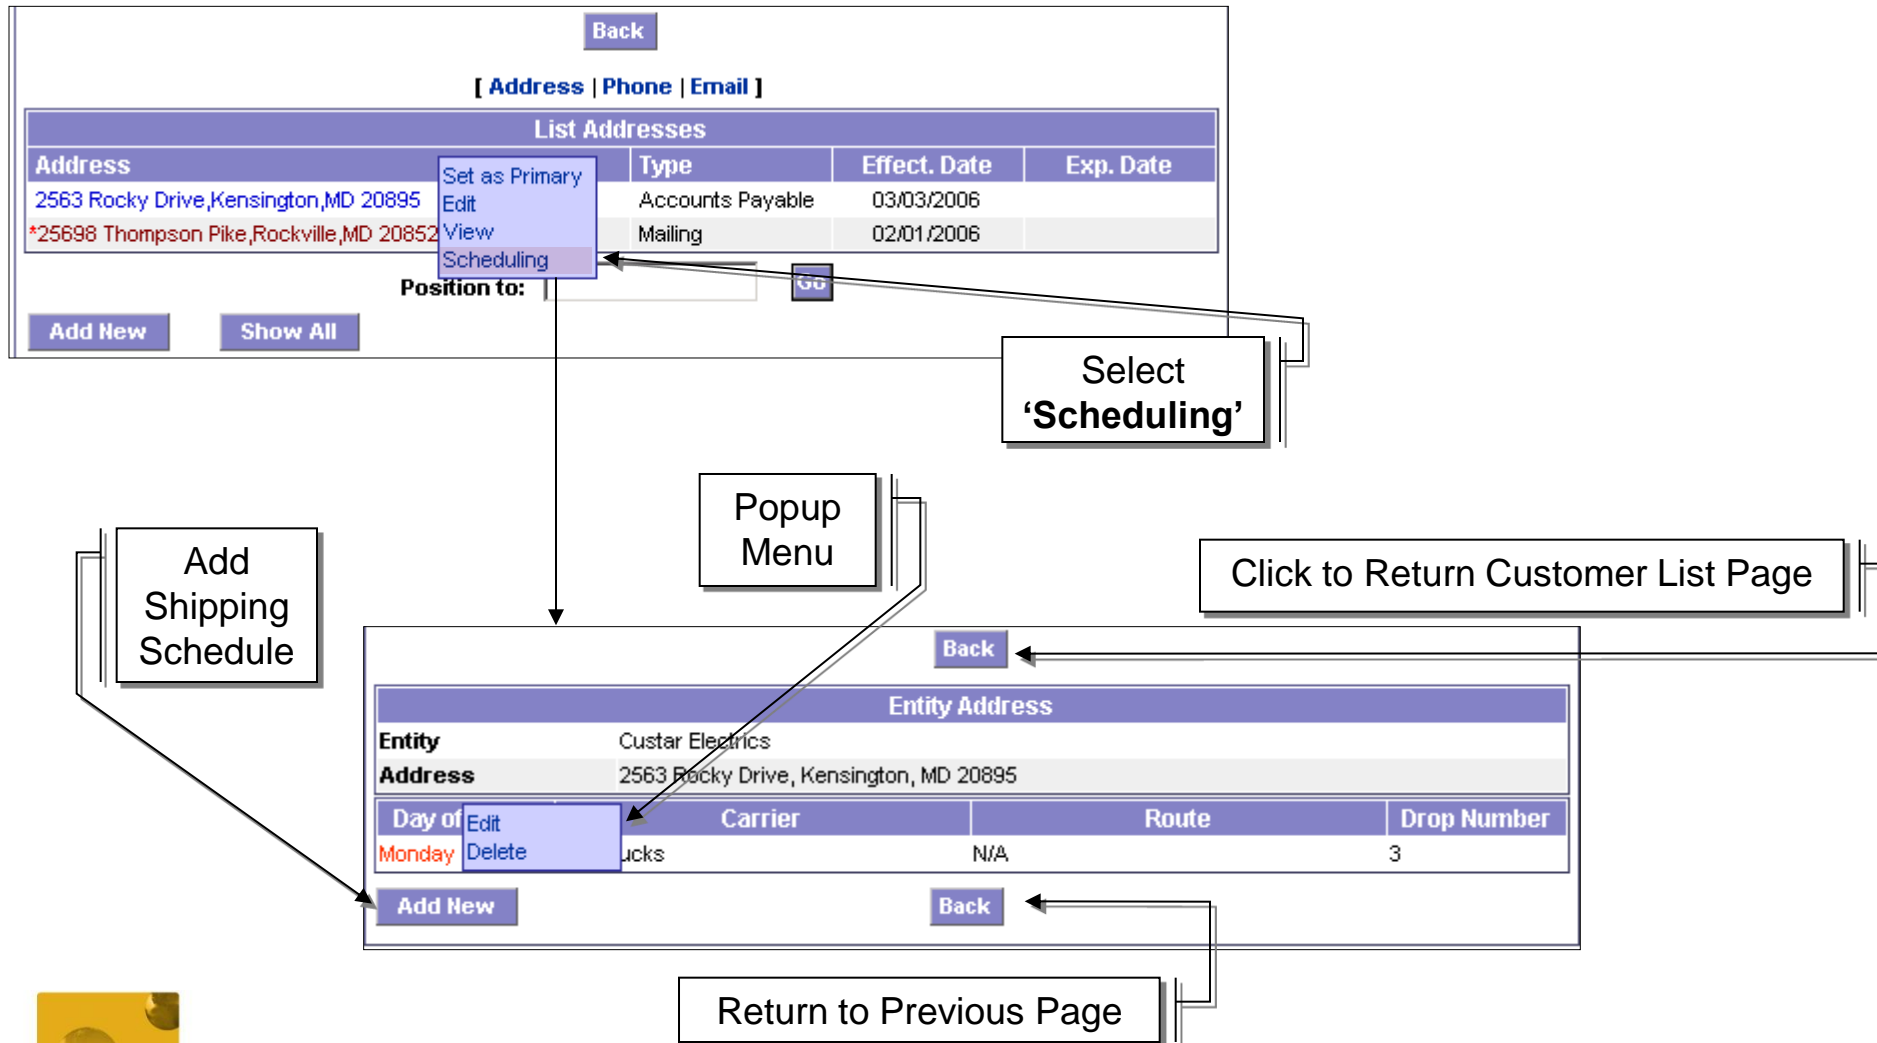 Back
[ Address | Phone | Email ]
List Addresses
Address Type Effect. Date Exp. Date
Set as Primary
2563 Rocky Drive,Kensington,MD 20895 Accounts Payable 03/03/2006
Edit
*25698 Thompson Pike,Rockville,MD 20852 Mailing 02/01/2006
View
Scheduling
Position to: Go
Add New Show All
Select
‘Scheduling’
Popup
Menu
Add
Shipping
Schedule
Click to Return Customer List Page
Back
Entity Address
Entity Custar Electrics
Address 2563 Rocky Drive, Kensington, MD 20895
Day of Carrier Route Drop Number
Edit
Monday ucks N/A 3
Delete
Add New Back
Return to Previous Page